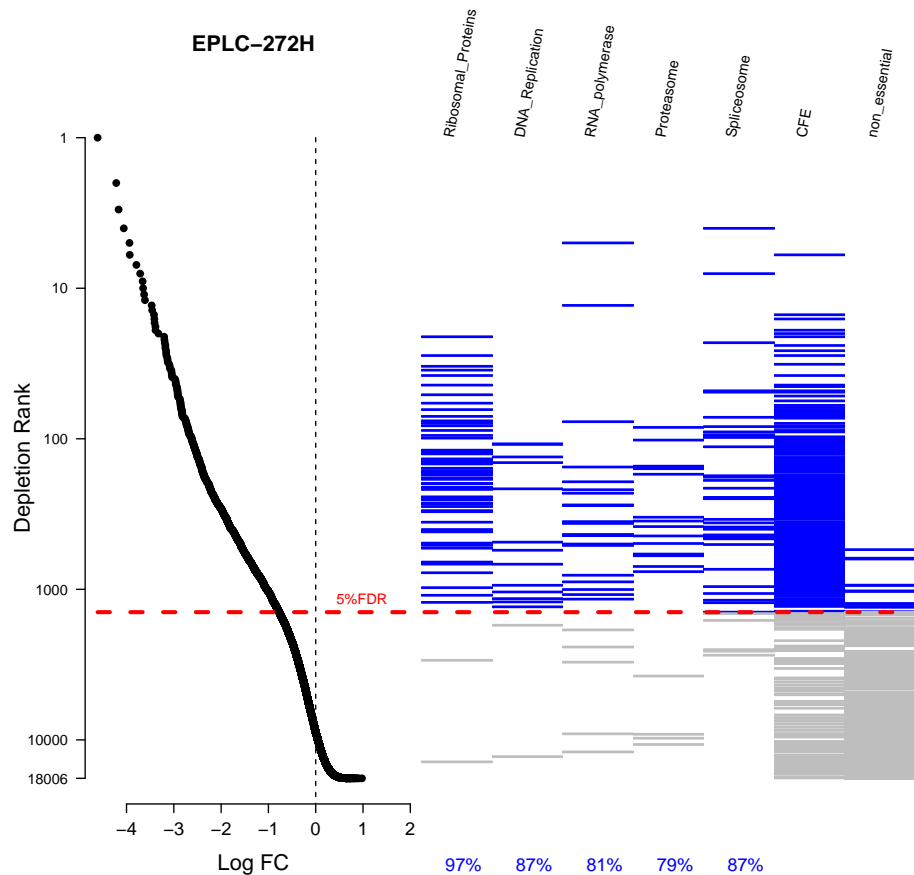 EPLC−272H
Ribosomal_Proteins
DNA_Replication
RNA_polymerase
Proteasome
Spliceosome
CFE
non_essential
Depletion Rank
1
10
100
1000
10000
18006
5%FDR
−4 −3 −2 −1 0 1 2
Log FC
97% 87% 81% 79% 87%